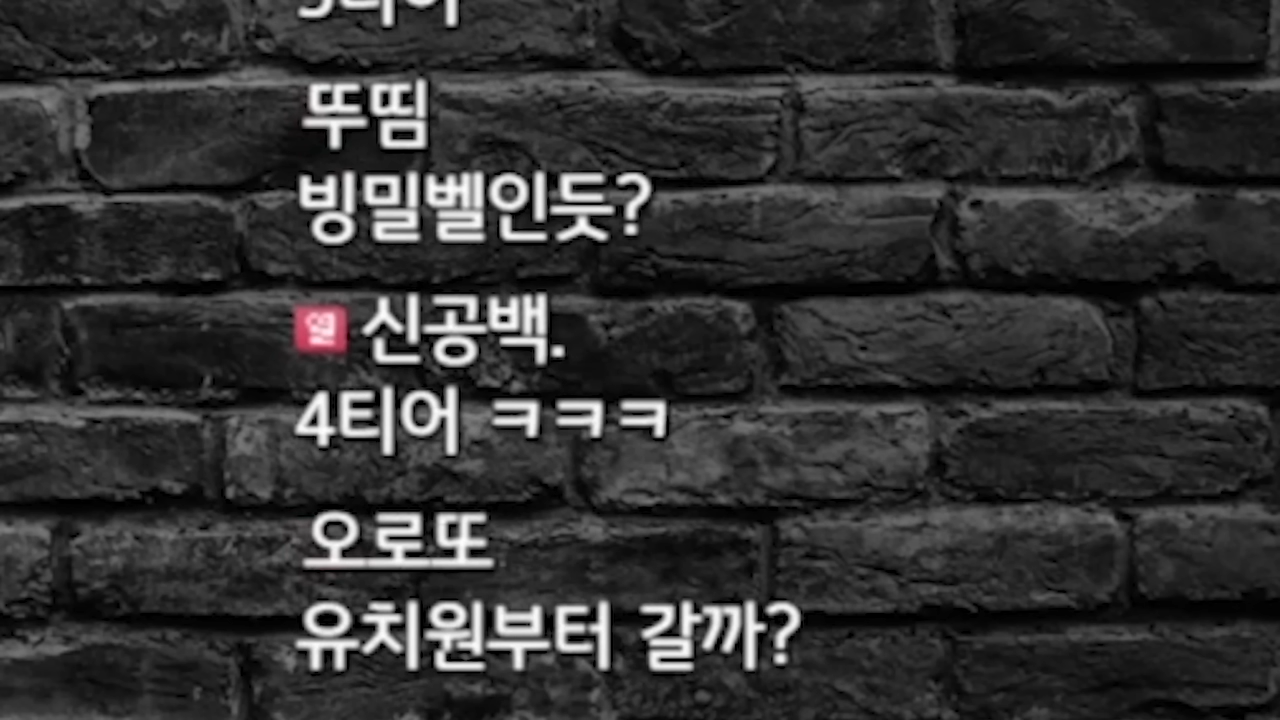 뚜띰
빙밀벨인듯?
열 신공백.
4티어 ㅋㅋㅋ
오로또
유치원부터 갈까?